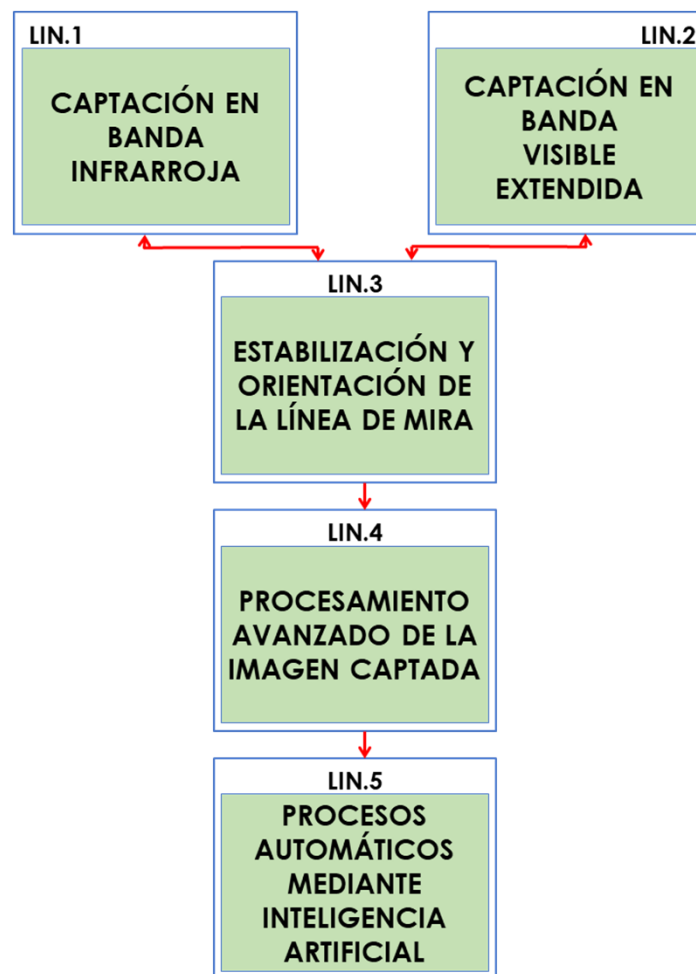 LIN.1
CAPTACIÓN EN
BANDA
INFRARROJA
LIN.2
CAPTACIÓN EN
BANDA
VISIBLE
EXTENDIDA
LIN.3
ESTABILIZACIÓN Y
ORIENTACIÓN DE
LA LÍNEA DE MIRA
LIN.4
PROCESAMIENTO
AVANZADO DE LA
IMAGEN CAPTADA
LIN.5
PROCESOS
AUTOMÁTICOS
MEDIANTE
INTELIGENCIA
ARTIFICIAL